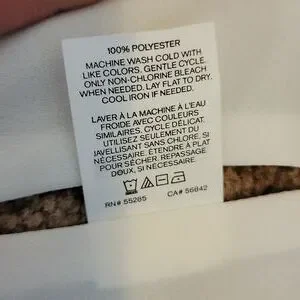 100% POLYESTER
MACHINE WASH COLD WITH
LIKE COLORS, GENTLE CYCLE.
ONLY NON-CHLORINE BLEACH
WHEN NEEDED. LAY FLAT TO DRY.
COOL IRON IF NEEDED.
LAVER À LA MACHINE À L'EAU
FROIDE AVEC COULEURS
SIMILAIRES, CYCLE DÉLICAT.
UTILISEZ SEULEMENT DU
JAVELLISANT SANS CHLORE, SI
NÉCESSAIRE. ÉTENDRE À PLAT
POUR SÉCHER. REPASSAGE
DOUX, SI NÉCESSAIRE.
RN# 55285 CA# 56842